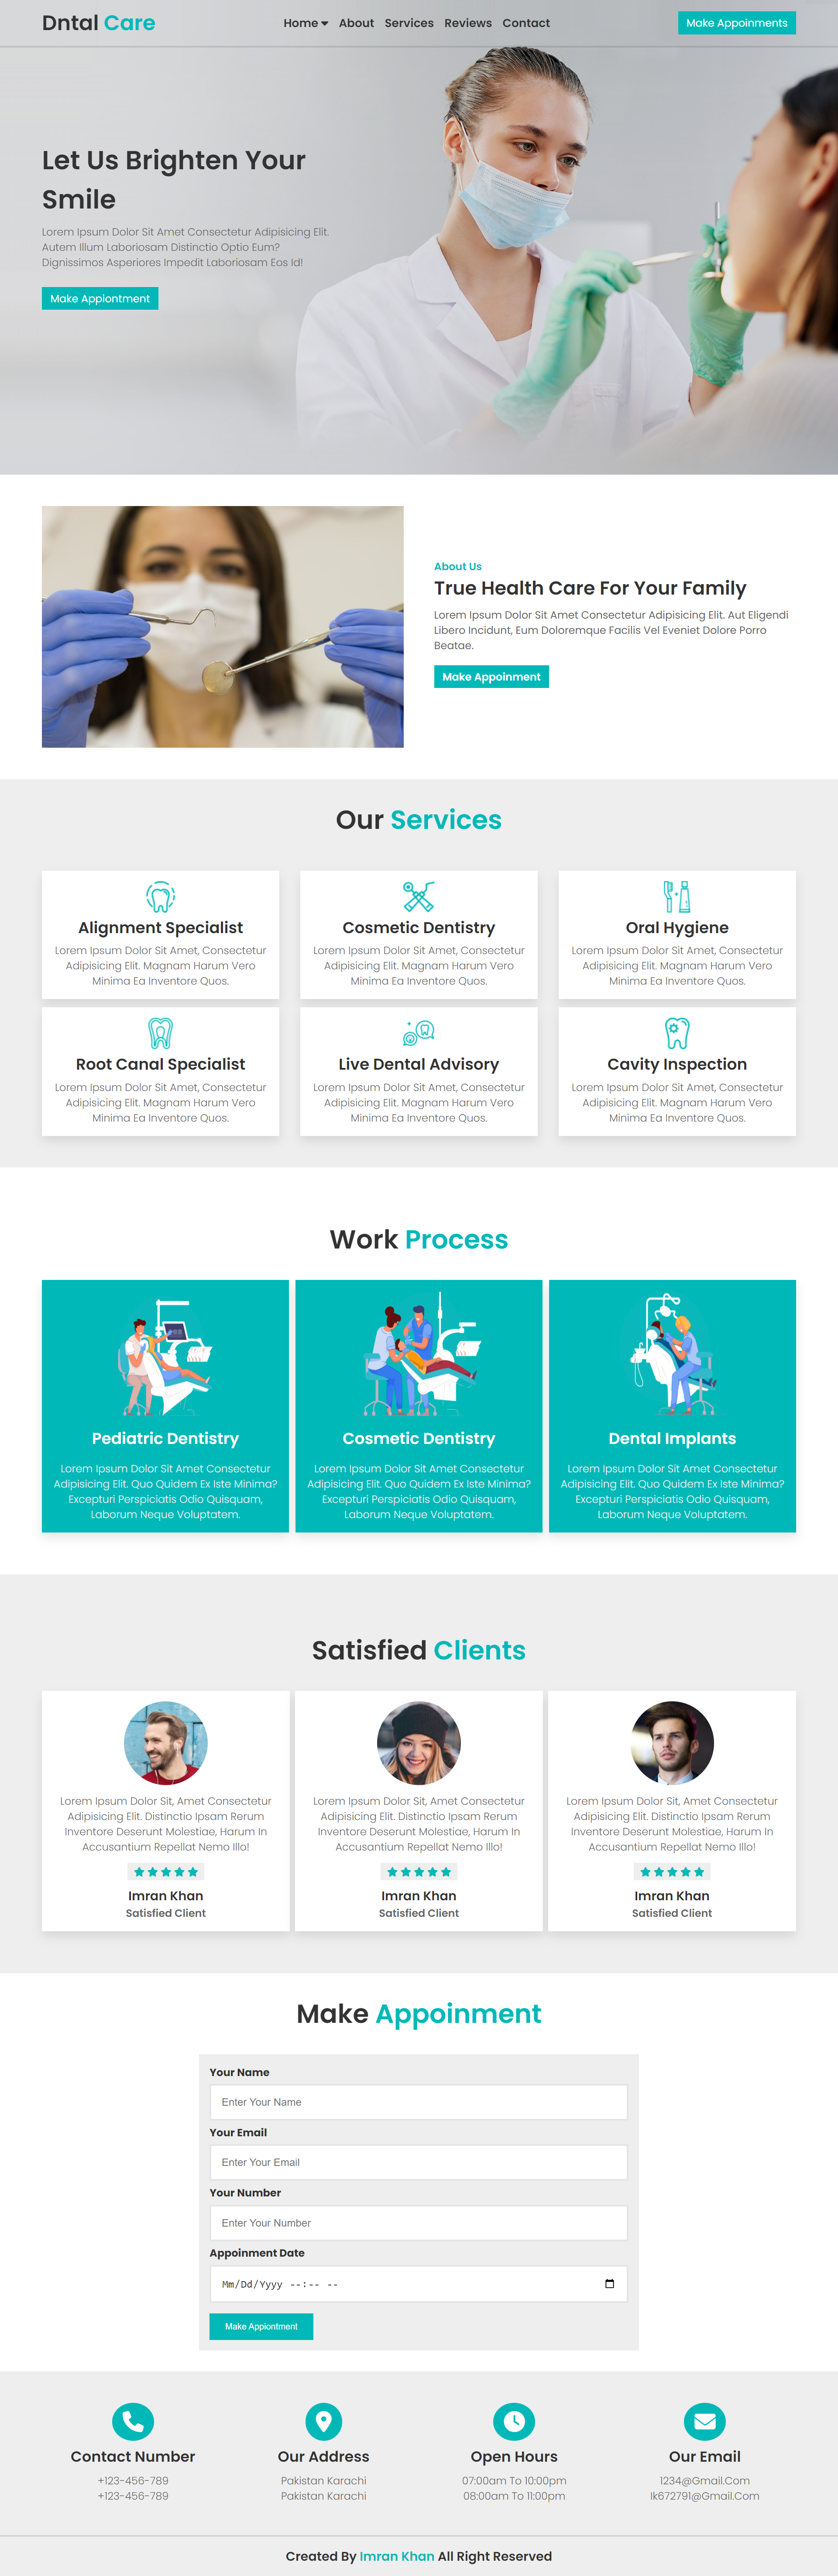 Dntal Care
Home About Services Reviews Contact
Make Appointments
Let Us Brighten Your
Smile
Lorem Ipsum Dolor Sit Amet Consectetur Adipisicing Elit.
Autem Illum Laboriosam Distinctio Optio Eum?
Dignissimos Asperiores Impedit Laboriosam Eos Id!
Make Appiontment
About Us
True Health Care For Your Family
Lorem Ipsum Dolor Sit Amet Consectetur Adipisicing Elit. Aut Eligendi
Libero Incidunt, Eum Doloremque Facilis Vel Eveniet Dolore Porro
Beatae.
Make Appoinment
Our Services
Alignment Specialist
Lorem Ipsum Dolor Sit Amet, Consectetur
Adipisicing Elit. Magnam Harum Vero
Minima Ea Inventore Quos.
Cosmetic Dentistry
Lorem Ipsum Dolor Sit Amet, Consectetur
Adipisicing Elit. Magnam Harum Vero
Minima Ea Inventore Quos.
Oral Hygiene
Lorem Ipsum Dolor Sit Amet, Consectetur
Adipisicing Elit. Magnam Harum Vero
Minima Ea Inventore Quos.
Root Canal Specialist
Lorem Ipsum Dolor Sit Amet, Consectetur
Adipisicing Elit. Magnam Harum Vero
Minima Ea Inventore Quos.
Live Dental Advisory
Lorem Ipsum Dolor Sit Amet, Consectetur
Adipisicing Elit. Magnam Harum Vero
Minima Ea Inventore Quos.
Cavity Inspection
Lorem Ipsum Dolor Sit Amet, Consectetur
Adipisicing Elit. Magnam Harum Vero
Minima Ea Inventore Quos.
Work Process
Pediatric Dentistry
Lorem Ipsum Dolor Sit Amet Consectetur
Adipisicing Elit. Quo Quidem Ex Iste Minima?
Excepturi Perspiciatis Odio Quisquam,
Laborum Neque Voluptatem.
Cosmetic Dentistry
Lorem Ipsum Dolor Sit Amet Consectetur
Adipisicing Elit. Quo Quidem Ex Iste Minima?
Excepturi Perspiciatis Odio Quisquam,
Laborum Neque Voluptatem.
Dental Implants
Lorem Ipsum Dolor Sit Amet Consectetur
Adipisicing Elit. Quo Quidem Ex Iste Minima?
Excepturi Perspiciatis Odio Quisquam,
Laborum Neque Voluptatem.
Satisfied Clients
Lorem Ipsum Dolor Sit, Amet Consectetur
Adipisicing Elit. Distinctio Ipsam Rerum
Inventore Deserunt Molestiae, Harum In
Accusantium Repellat Nemo Illo!
Imran Khan
Satisfied Client
Lorem Ipsum Dolor Sit, Amet Consectetur
Adipisicing Elit. Distinctio Ipsam Rerum
Inventore Deserunt Molestiae, Harum In
Accusantium Repellat Nemo Illo!
Imran Khan
Satisfied Client
Lorem Ipsum Dolor Sit, Amet Consectetur
Adipisicing Elit. Distinctio Ipsam Rerum
Inventore Deserunt Molestiae, Harum In
Accusantium Repellat Nemo Illo!
Imran Khan
Satisfied Client
Make Appoinment
Your Name
Enter Your Name
Your Email
Enter Your Email
Your Number
Enter Your Number
Appoinment Date
Mm/Dd/Yyyy --:-- --
Make Appiontment
Contact Number
+123-456-789
+123-456-789
Our Address
Pakistan Karachi
Pakistan Karachi
Open Hours
07:00am To 10:00pm
08:00am To 11:00pm
Our Email
1234@Gmail.Com
Ik672791@Gmail.Com
Created By Imran Khan All Right Reserved